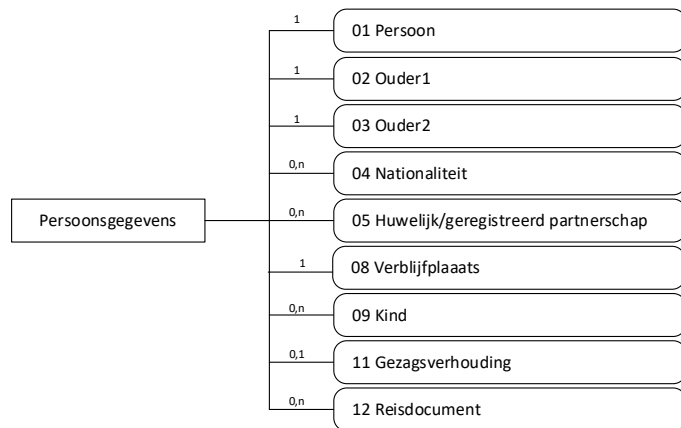 1
01 Persoon
1
02 Ouder1
1
03 Ouder2
0,n
04 Nationaliteit
Persoonsgegevens
0,n
05 Huwelijk/geregistreerd partnerschap
1
08 Verblijfplaaats
0,n
09 Kind
0,1
11 Gezagsverhouding
0,n
12 Reisdocument